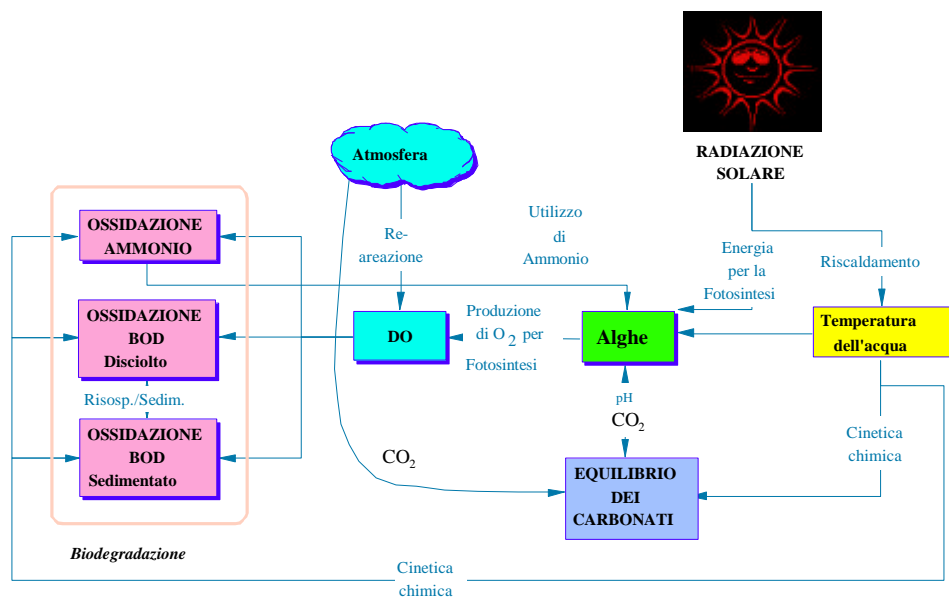 RADIAZIONE
SOLARE
Atmosfera
OSSIDAZIONE
AMMONIO
Re-
areazione
Utilizzo
di
Ammonio
Energia
per la
Fotosintesi
Riscaldamento
OSSIDAZIONE
BOD
Disciolto
DO
Produzione
di O2 per
Fotosintesi
Alghe
Temperatura
dell'acqua
Risosp./Sedim.
OSSIDAZIONE
BOD
Sedimentato
CO2
pH
CO2
EQUILIBRIO
DEI
CARBONATI
Cinetica
chimica
Biodegradazione
Cinetica
chimica